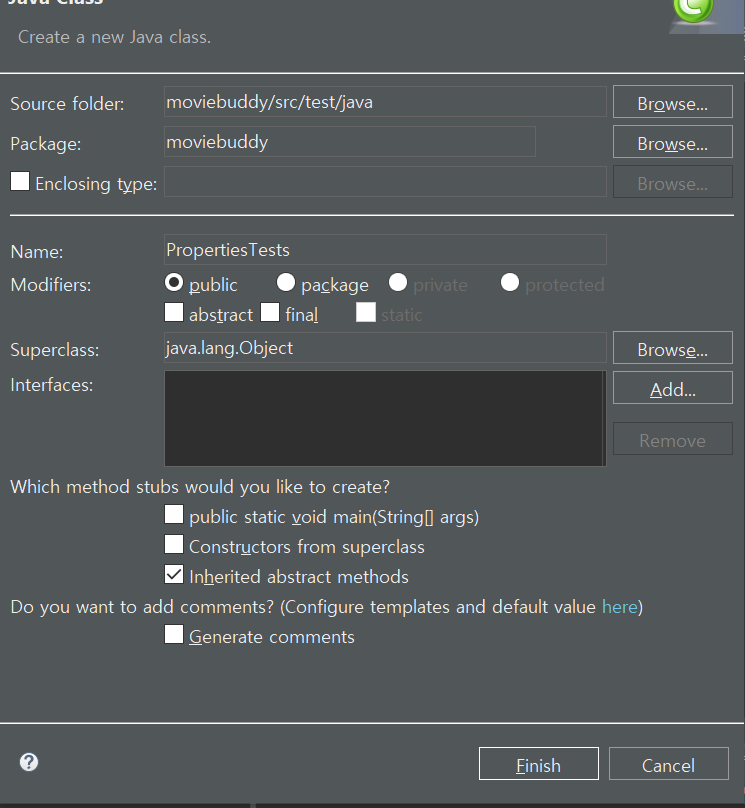 Java Class
Create a new Java class.
Source folder: moviebuddy/src/test/java Browse...
Package: moviebuddy Browse...
Enclosing type: Browse...
Name: PropertiesTests
Modifiers: public package private protected
abstract final static
Superclass: java.lang.Object Browse...
Interfaces: Add...
Remove
Which method stubs would you like to create?
public static void main(String[] args)
Constructors from superclass
Inherited abstract methods
Do you want to add comments? (Configure templates and default value here)
Generate comments
? Finish Cancel